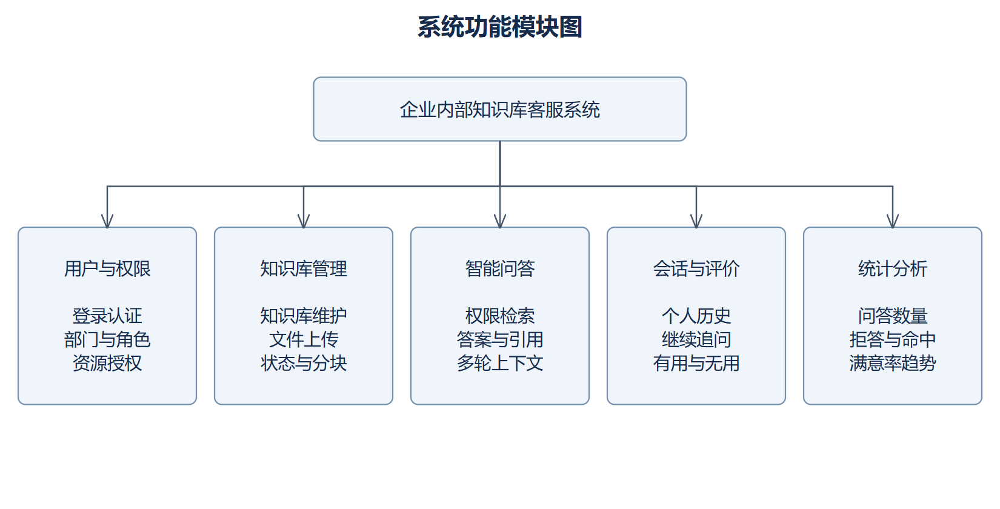 系统功能模块图
企业内部知识库客服系统
用户与权限
登录认证
部门与角色
资源授权
知识库管理
知识库维护
文件上传
状态与分块
智能问答
权限检索
答案与引用
多轮上下文
会话与评价
个人历史
继续追问
有用与无用
统计分析
问答数量
拒答与命中
满意率趋势